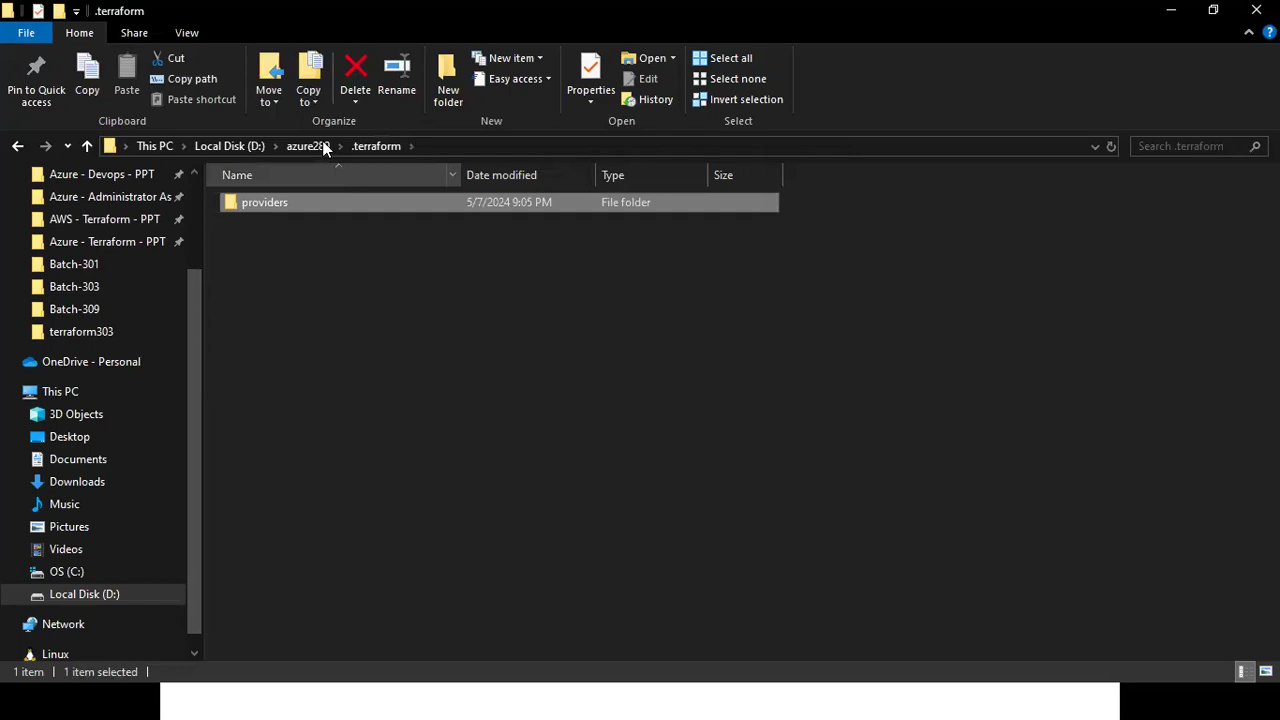 .terraform
File Home Share View
Pin to Quick access
Copy
Paste
Cut
Copy path
Paste shortcut
Move to
Copy to
Delete
Rename
New folder
New item
Easy access
Properties
Open
Edit
History
Select all
Select none
Invert selection
Clipboard Organize New Open Select
This PC Local Disk (D:) .terraform Search .terraform
Name Date modified Type Size
providers 5/7/2024 9:05 PM File folder
Azure - Devops - PPT
Azure - Administrator As
AWS - Terraform - PPT
Azure - Terraform - PPT
Batch-301
Batch-303
Batch-309
terraform303
OneDrive - Personal
This PC
3D Objects
Desktop
Documents
Downloads
Music
Pictures
Videos
OS (C:)
Local Disk (D:)
Network
Linux
1 item 1 item selected